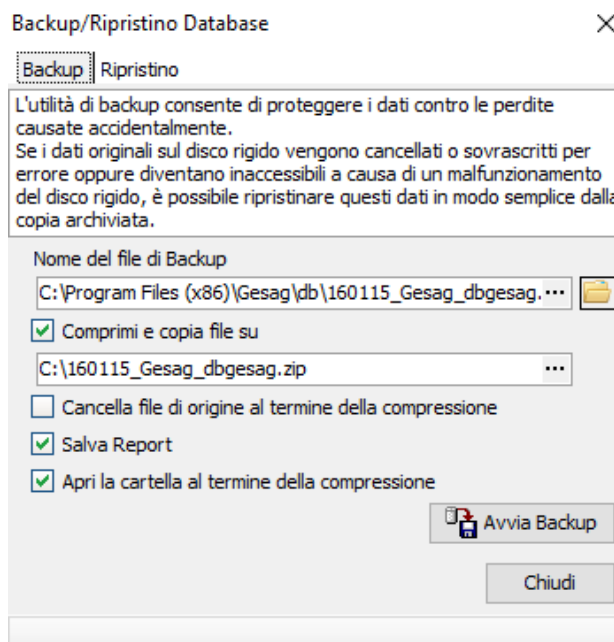 Backup/Ripristino Database
Backup Ripristino
L'utilità di backup consente di proteggere i dati contro le perdite
causate accidentalmente.
Se i dati originali sul disco rigido vengono cancellati o sovrascritti per
errore oppure diventano inaccessibili a causa di un malfunzionamento
del disco rigido, è possibile ripristinare questi dati in modo semplice dalla
copia archiviata.
Nome del file di Backup
C:\Program Files (x86)\Gesag\db\160115_Gesag_dbgesag. ...
Comprimi e copia file su
C:\160115_Gesag_dbgesag.zip ...
Cancella file di origine al termine della compressione
Salva Report
Apri la cartella al termine della compressione
Avvia Backup
Chiudi